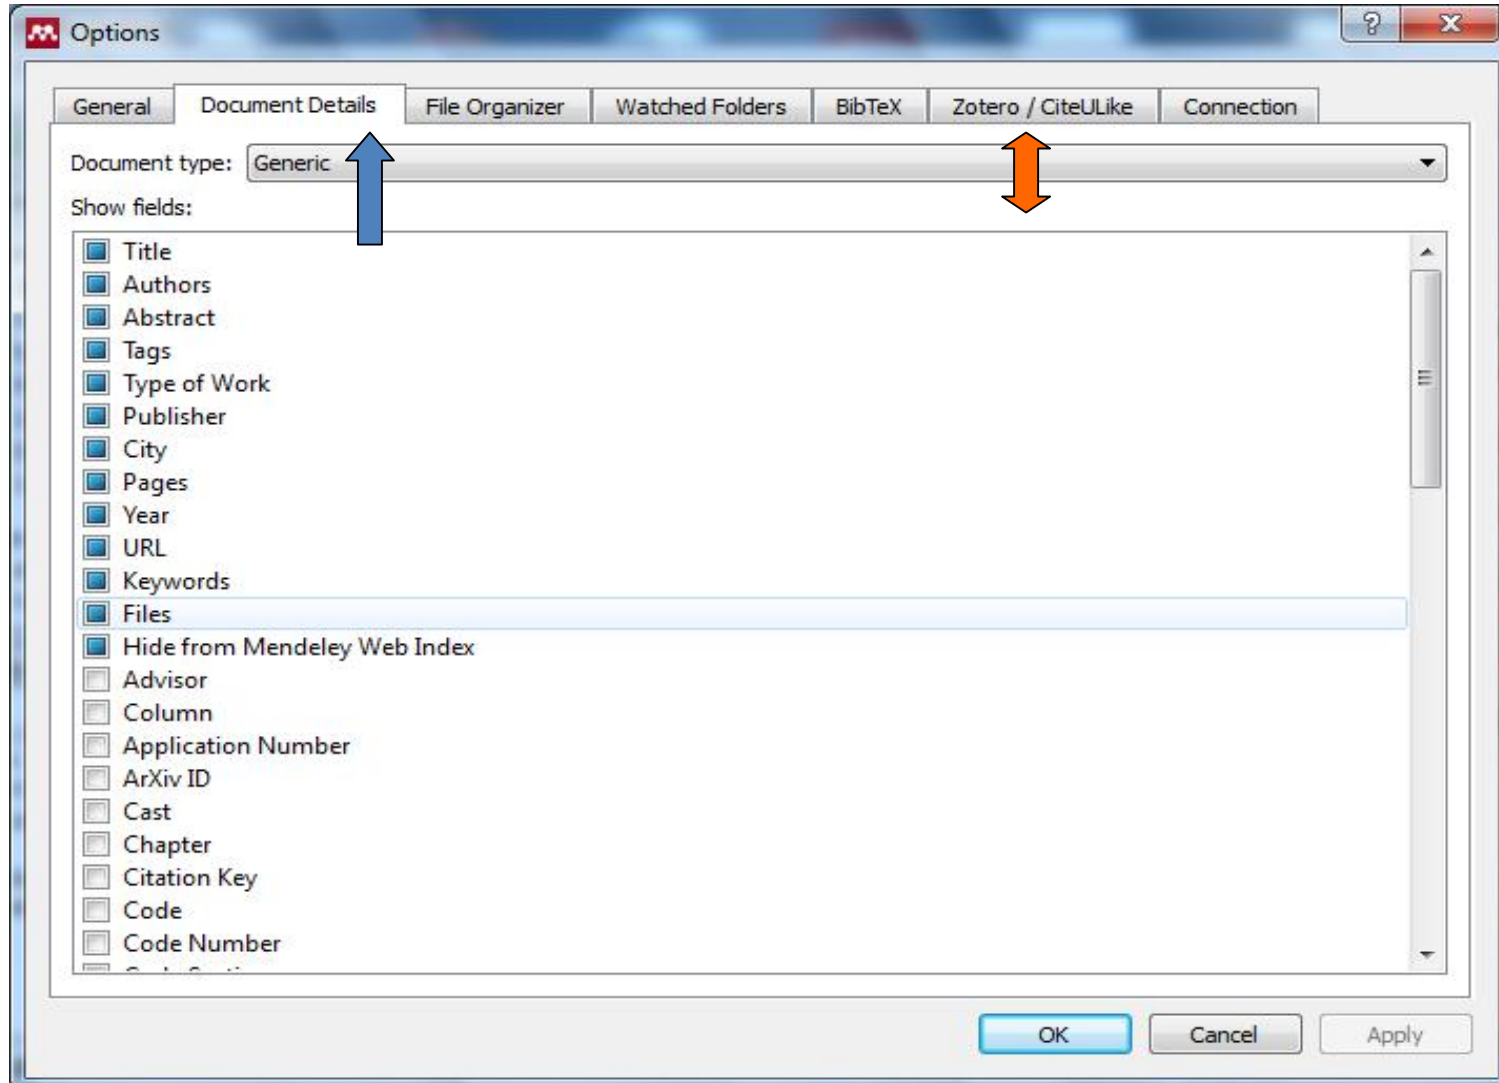 Options
General Document Details File Organizer Watched Folders BibTeX Zotero / CiteULike Connection
Document type: Generic
Show fields:
Title
Authors
Abstract
Tags
Type of Work
Publisher
City
Pages
Year
URL
Keywords
Files
Hide from Mendeley Web Index
Advisor
Column
Application Number
ArXiv ID
Cast
Chapter
Citation Key
Code
Code Number
OK Cancel Apply